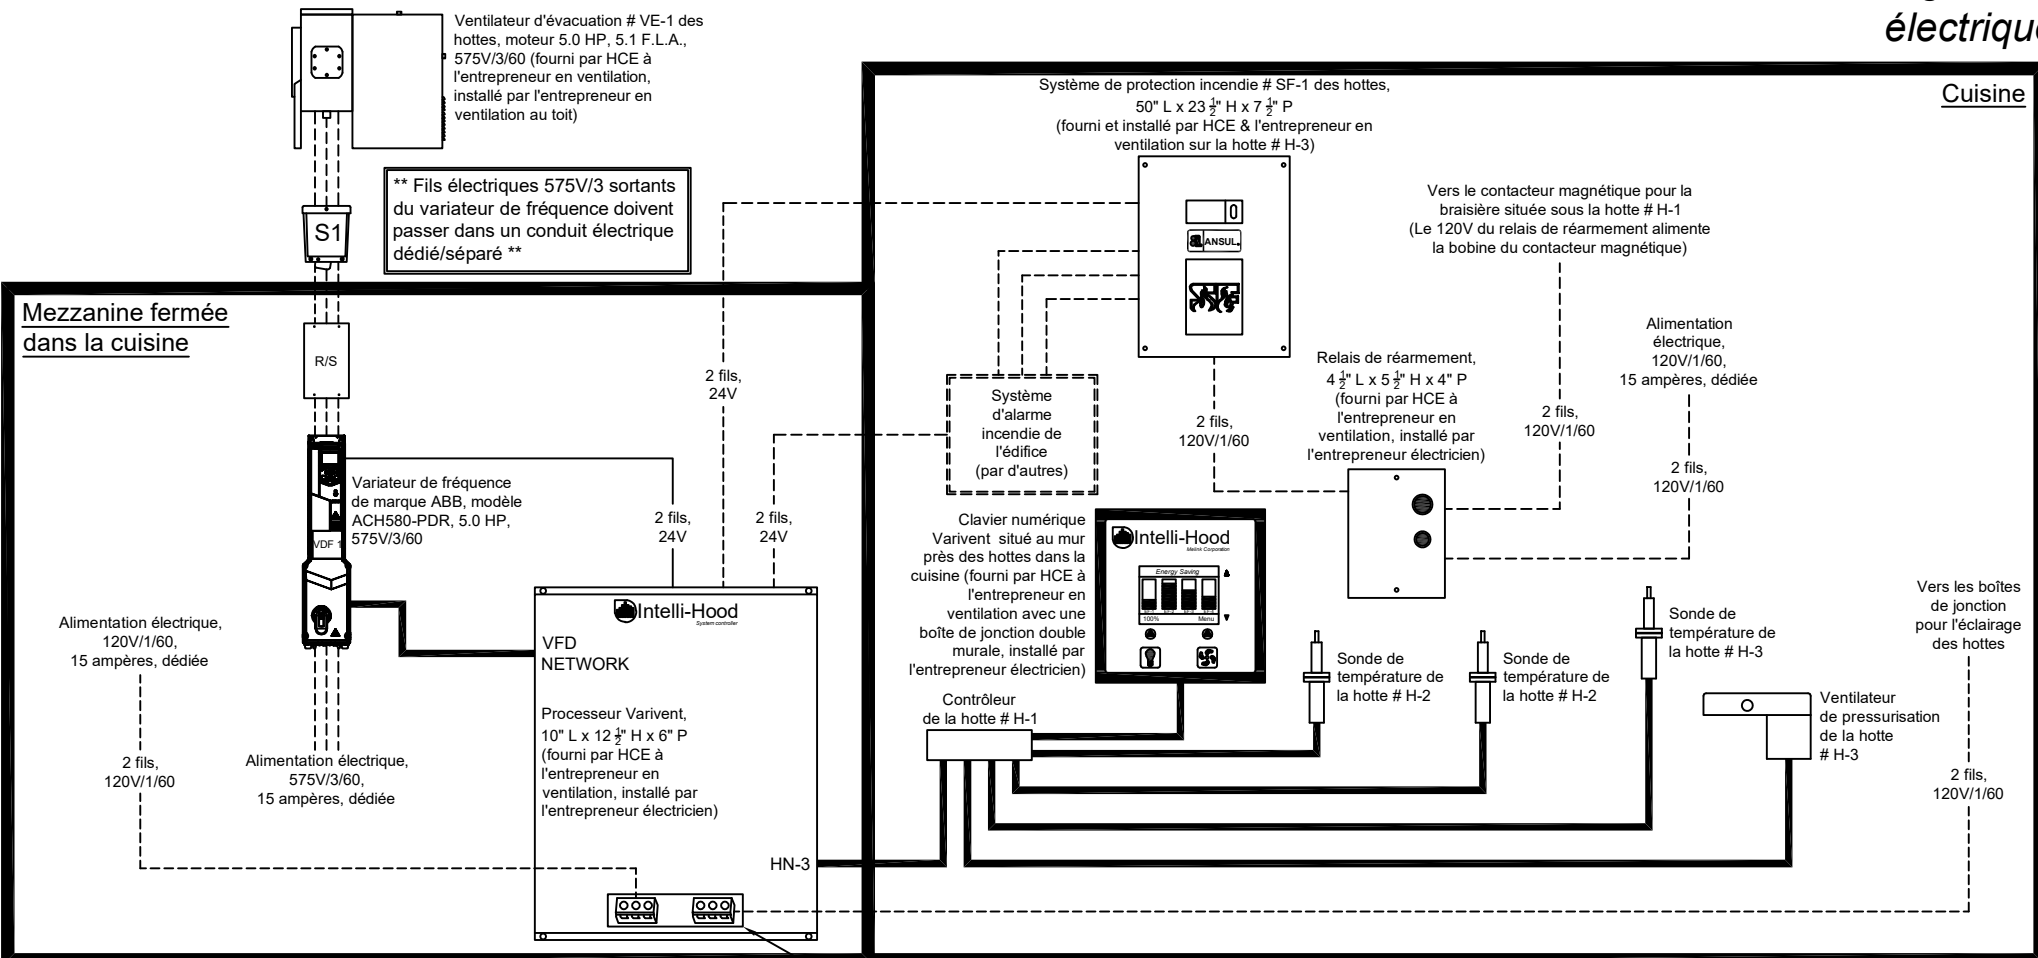 électrique
Ventilateur d'évacuation # VE-1 des
hottes, moteur 5.0 HP, 5.1 F.L.A.,
575V/3/60 (fourni par HCE à
l'entrepreneur en ventilation,
installé par l'entrepreneur en
ventilation au toit)
S1
** Fils électriques 575V/3 sortants
du variateur de fréquence doivent
passer dans un conduit électrique
dédié/séparé **
Mezzanine fermée
dans la cuisine
R/S
Variateur de fréquence
de marque ABB, modèle
ACH580-PDR, 5.0 HP,
575V/3/60
VDF 1
2 fils,
24V
2 fils,
24V
2 fils,
24V
Alimentation électrique,
120V/1/60,
15 ampères, dédiée
2 fils,
120V/1/60
Alimentation électrique,
575V/3/60,
15 ampères, dédiée
Intelli-Hood
System controller
VFD
NETWORK
Processeur Varivent,
10" L x 12 ½" H x 6" P
(fourni par HCE à
l'entrepreneur en
ventilation, installé par
l'entrepreneur électricien)
HN-3
Cuisine
Système de protection incendie # SF-1 des hottes,
50" L x 23 ½" H x 7 ½" P
(fourni et installé par HCE & l'entrepreneur en
ventilation sur la hotte # H-3)
0
ANSUL.
Système
d'alarme
incendie de
l'édifice
(par d'autres)
2 fils,
120V/1/60
Vers le contacteur magnétique pour la
braisière située sous la hotte # H-1
(Le 120V du relais de réarmement alimente
la bobine du contacteur magnétique)
2 fils,
120V/1/60
Alimentation
électrique,
120V/1/60,
15 ampères, dédiée
2 fils,
120V/1/60
Relais de réarmement,
4 ½" L x 5 ½" H x 4" P
(fourni par HCE à
l'entrepreneur en
ventilation, installé par
l'entrepreneur électricien)
Clavier numérique
Varivent situé au mur
près des hottes dans la
cuisine (fourni par HCE à
l'entrepreneur en
ventilation avec une
boîte de jonction double
murale, installé par
l'entrepreneur électricien)
Intelli-Hood
Melink Corporation
Energy Saving
100% Menu
Contrôleur
de la hotte # H-1
Sonde de
température de
la hotte # H-2
Sonde de
température de
la hotte # H-2
Sonde de
température de
la hotte # H-3
Ventilateur
de pressurisation
de la hotte
# H-3
Vers les boîtes
de jonction
pour l'éclairage
des hottes
2 fils,
120V/1/60